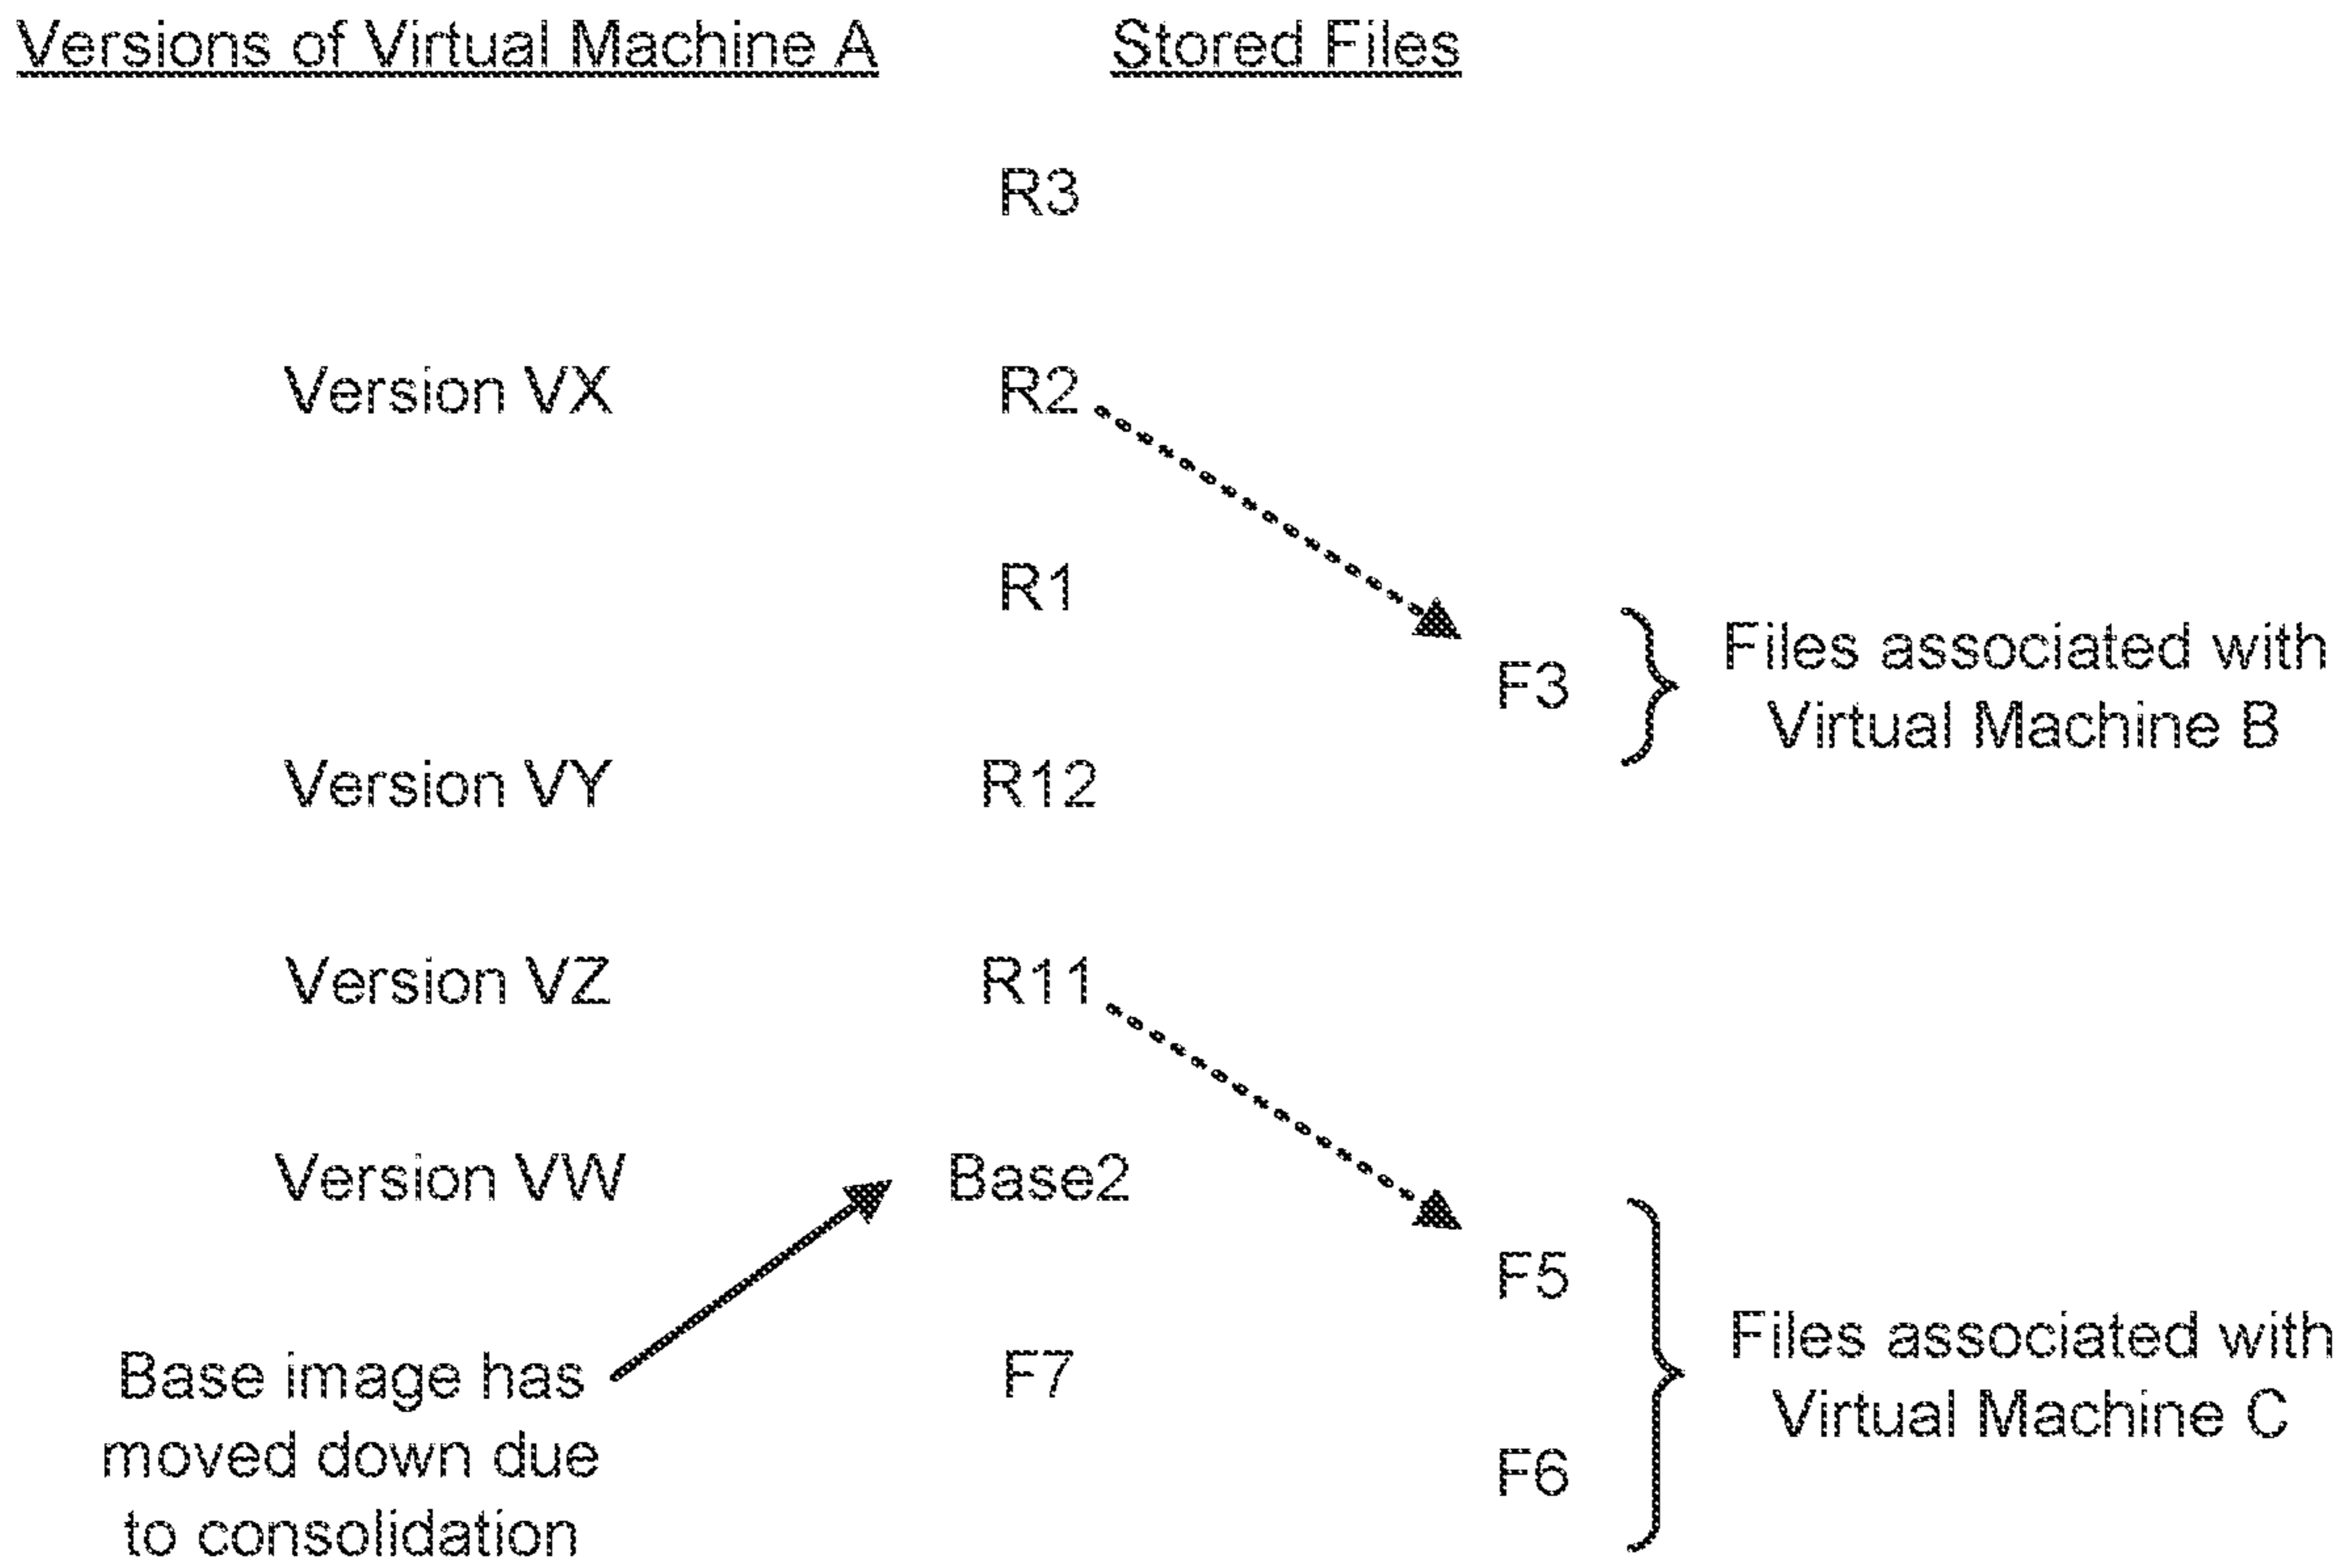 Versions of Virtual Machine A
Stored Files
R3
Version VX
R2
R1
F3
Files associated with
Virtual Machine B
Version VY
R12
Version VZ
R11
Version VW
Base2
F5
Base image has
moved down due
to consolidation
F7
F6
Files associated with
Virtual Machine C